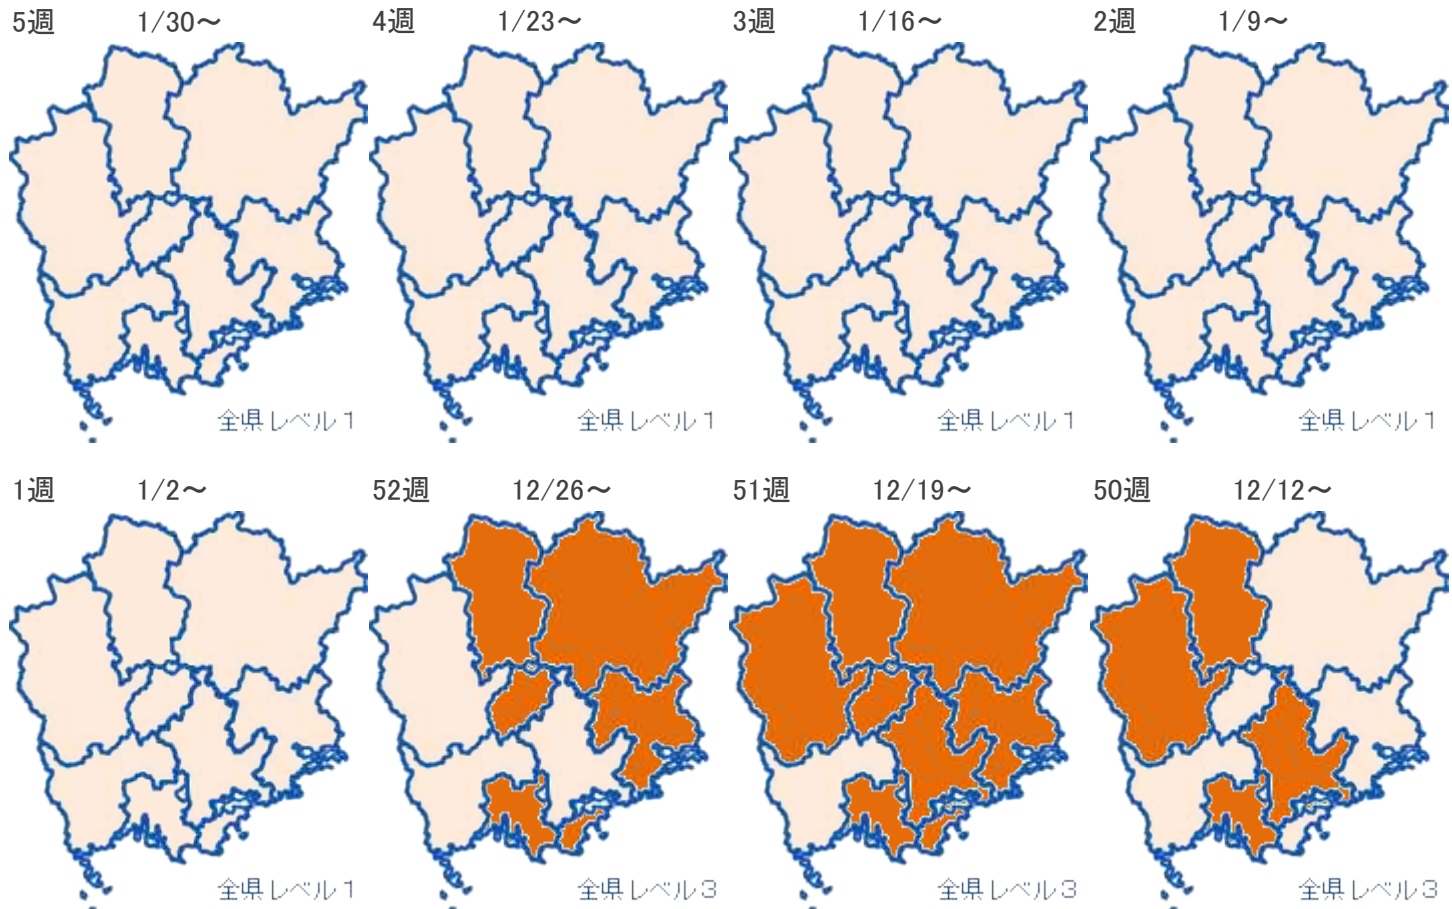 5週 1/30～
4週 1/23～
3週 1/16～
2週 1/9～
全県レベル１
全県レベル１
全県レベル１
全県レベル１
1週 1/2～
52週 12/26～
51週 12/19～
50週 12/12～
全県レベル１
全県レベル３
全県レベル３
全県レベル３